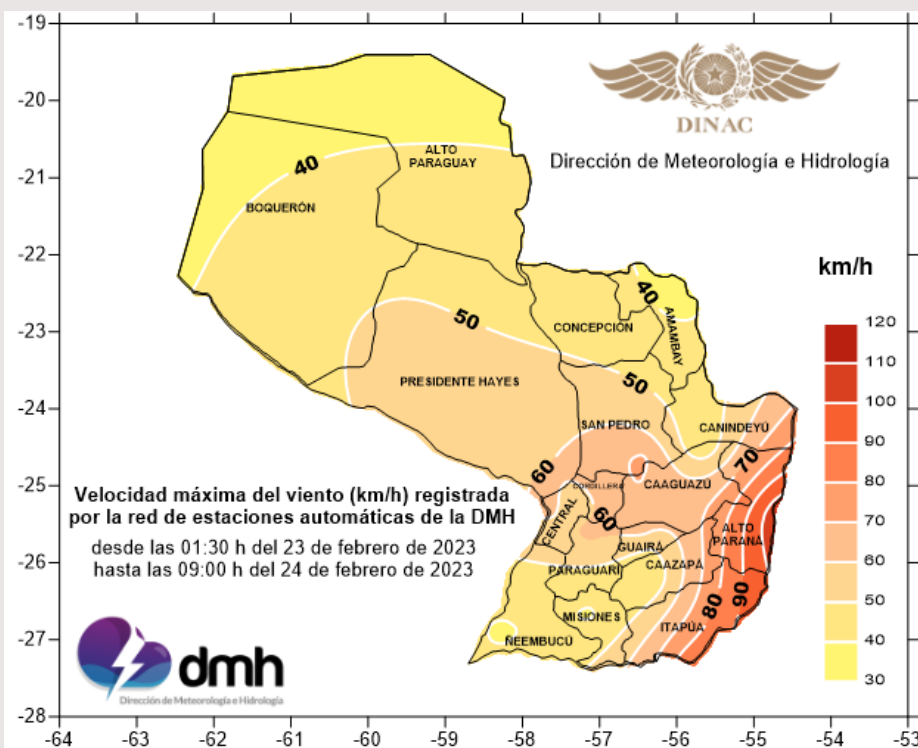 -19
-20
-21
-22
-23
-24
-25
-26
-27
-28
-64
-63
-62
-61
-60
-59
-58
-57
-56
-55
-54
-53
DINAC
Dirección de Meteorología e Hidrología
km/h
120
110
100
90
80
70
60
50
40
30
40
ALTO
PARAGUAY
BOQUERÓN
50
40
CONCEPCIÓN
AMAMBAY
PRESIDENTE HAYES
50
SAN PEDRO
CANINDEYÚ
60
70
CORDILLERA
CAAGUAZÚ
CENTRAL
60
ALTO
PARANÁ
GUAIRÁ
PARAGUARÍ
CAAZAPÁ
MISIONES
80
90
ITAPÚA
ÑEEMBUCÚ
Velocidad máxima del viento (km/h) registrada
por la red de estaciones automáticas de la DMH
desde las 01:30 h del 23 de febrero de 2023
hasta las 09:00 h del 24 de febrero de 2023
dmh
Dirección de Meteorología e Hidrología